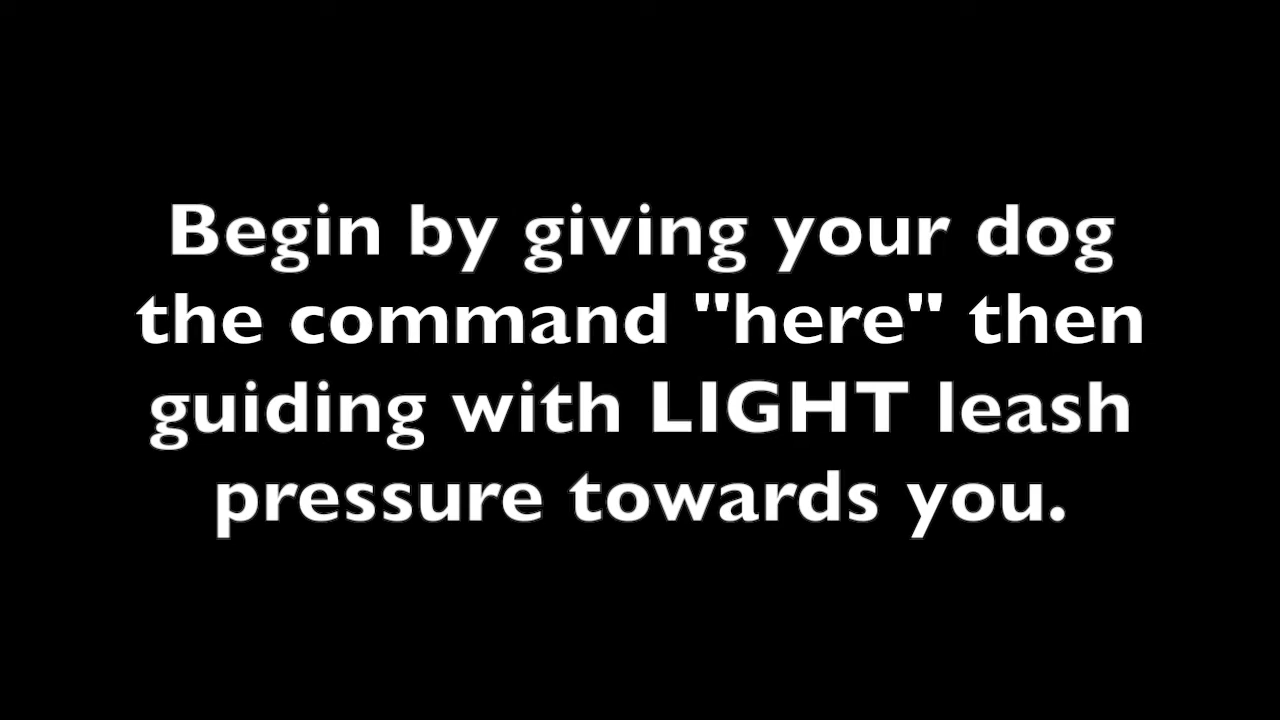 Begin by giving your dog
the command "here" then
guiding with LIGHT leash
pressure towards you.